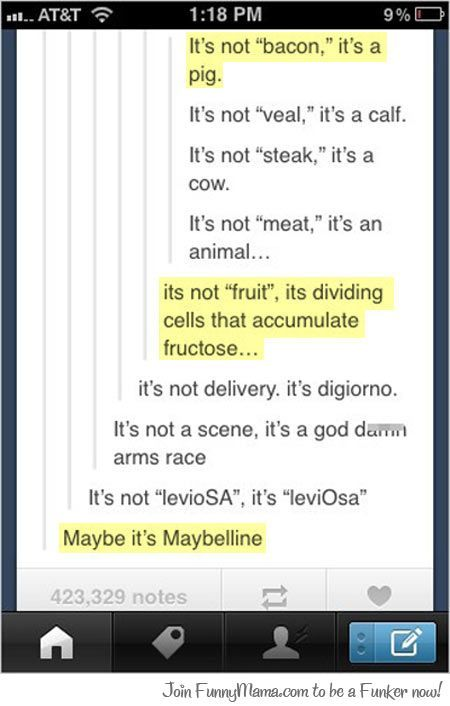 AT&T 1:18 PM 9%
It's not “bacon,” it's a
pig.
It's not “veal,” it's a calf.
It's not “steak,” it's a
cow.
It's not “meat,” it's an
animal...
its not “fruit”, its dividing
cells that accumulate
fructose...
it's not delivery. it's digiorno.
It's not a scene, it's a god damn
arms race
It's not “levioSA”, it's “leviOsa”
Maybe it's Maybelline
423,329 notes
Join FunnyMama.com to be a Funker now!